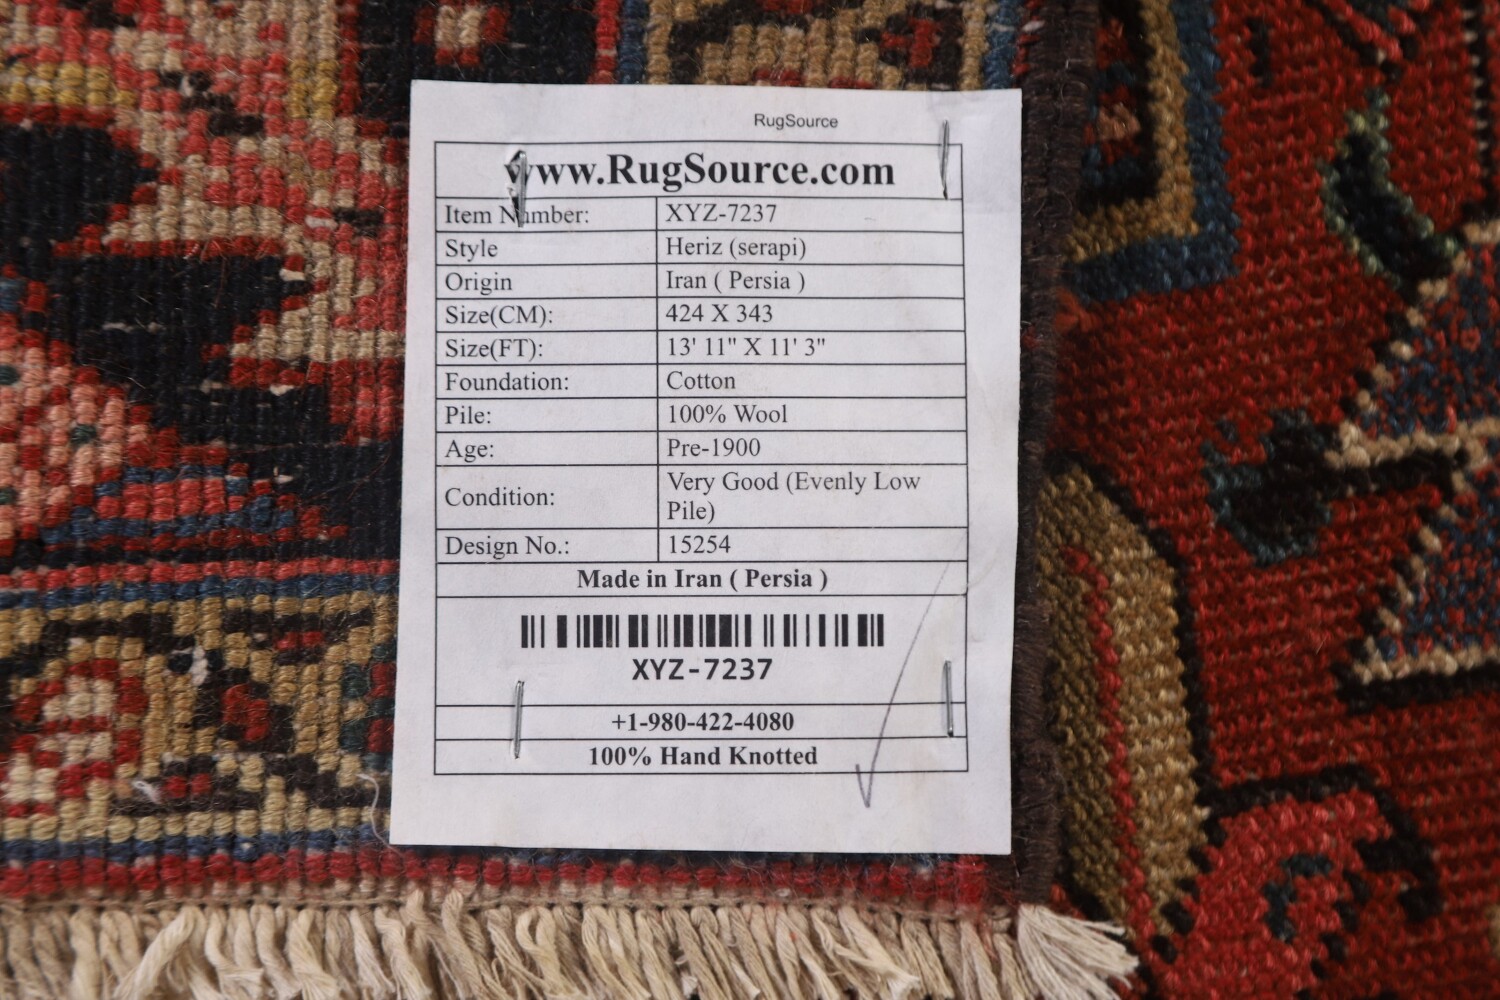 RugSource
www.RugSource.com
Item Number: XYZ-7237
Style Heriz (serapi)
Origin Iran ( Persia )
Size(CM): 424 X 343
Size(FT): 13' 11" X 11' 3"
Foundation: Cotton
Pile: 100% Wool
Age: Pre-1900
Condition: Very Good (Evenly Low
Pile)
Design No.: 15254
Made in Iran ( Persia )
XYZ-7237
+1-980-422-4080
100% Hand Knotted